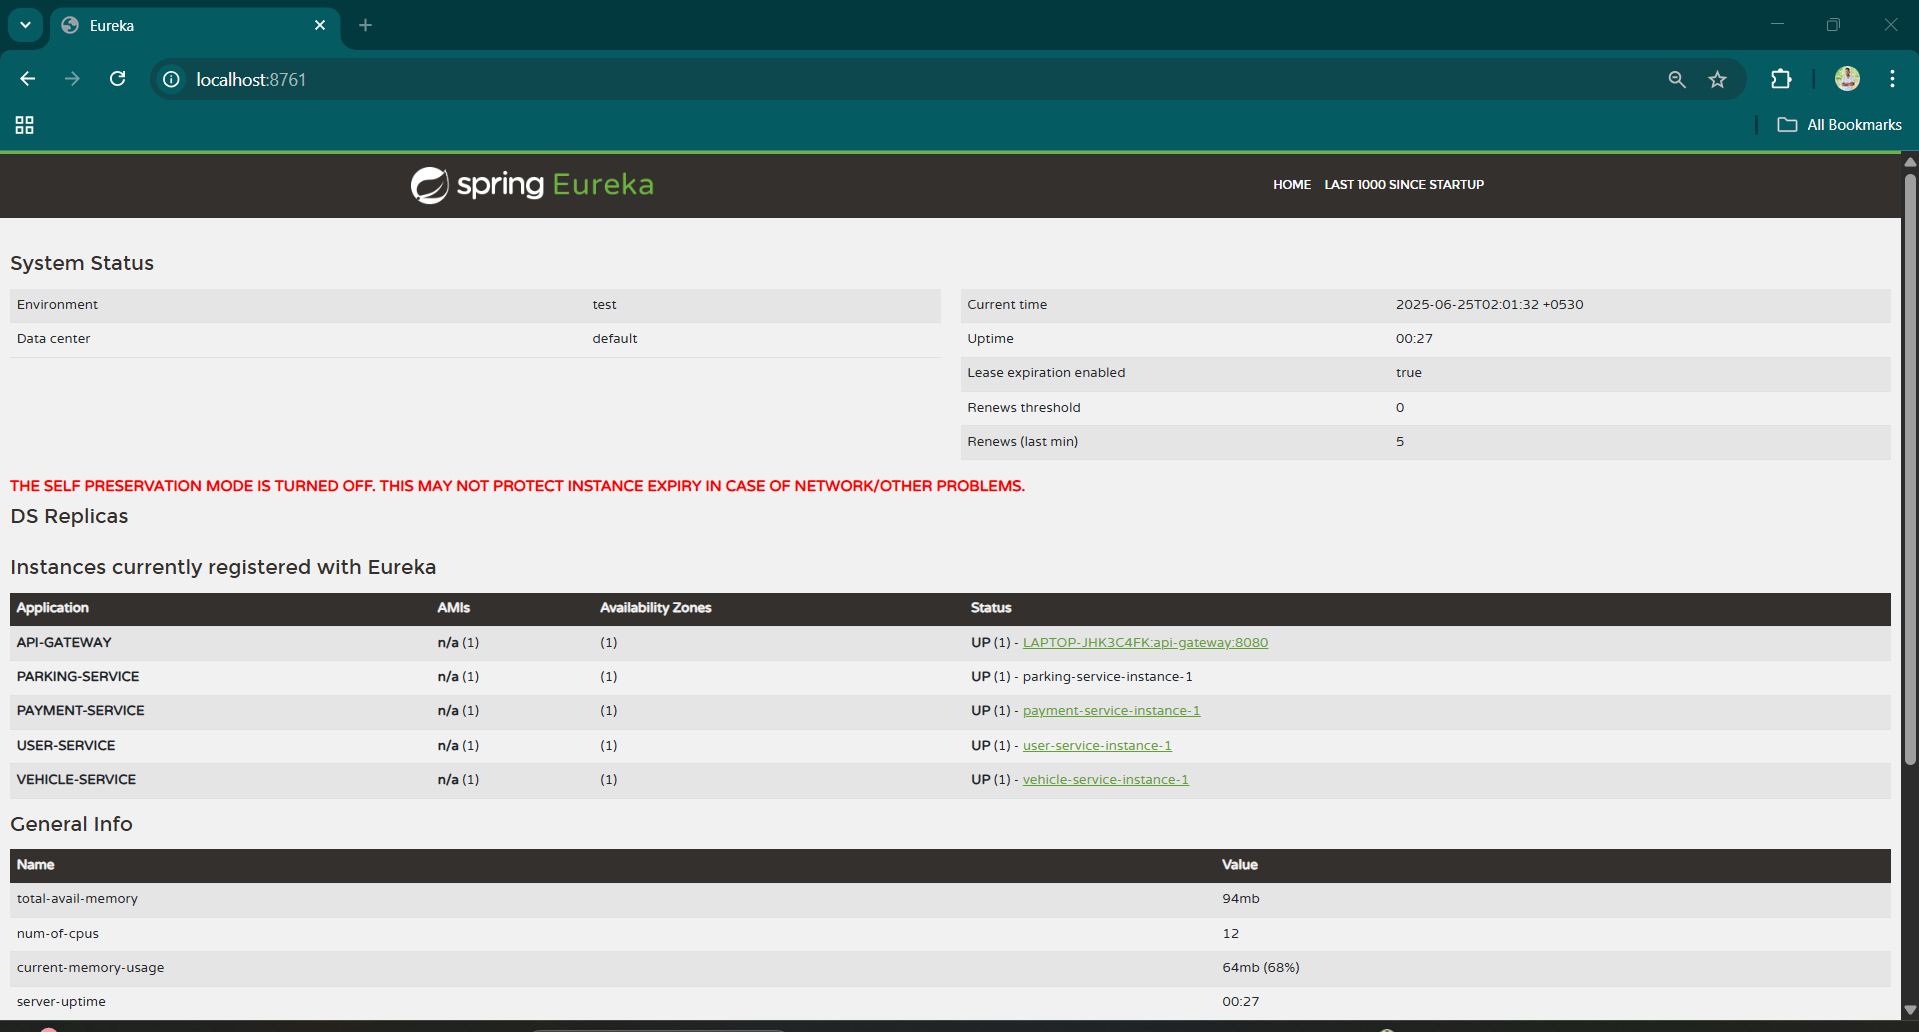 Eureka
localhost:8761
All Bookmarks
spring Eureka
HOME LAST 1000 SINCE STARTUP
System Status
Environment test
Data center default
Current time 2025-06-25T02:01:32 +0530
Uptime 00:27
Lease expiration enabled true
Renews threshold 0
Renews (last min) 5
THE SELF PRESERVATION MODE IS TURNED OFF. THIS MAY NOT PROTECT INSTANCE EXPIRY IN CASE OF NETWORK/OTHER PROBLEMS.
DS Replicas
Instances currently registered with Eureka
Application AMIs Availability Zones Status
API-GATEWAY n/a (1) (1) UP (1) - LAPTOP-JHK3C4FK:api-gateway:8080
PARKING-SERVICE n/a (1) (1) UP (1) - parking-service-instance-1
PAYMENT-SERVICE n/a (1) (1) UP (1) - payment-service-instance-1
USER-SERVICE n/a (1) (1) UP (1) - user-service-instance-1
VEHICLE-SERVICE n/a (1) (1) UP (1) - vehicle-service-instance-1
General Info
Name Value
total-avail-memory 94mb
num-of-cpus 12
current-memory-usage 64mb (68%)
server-uptime 00:27